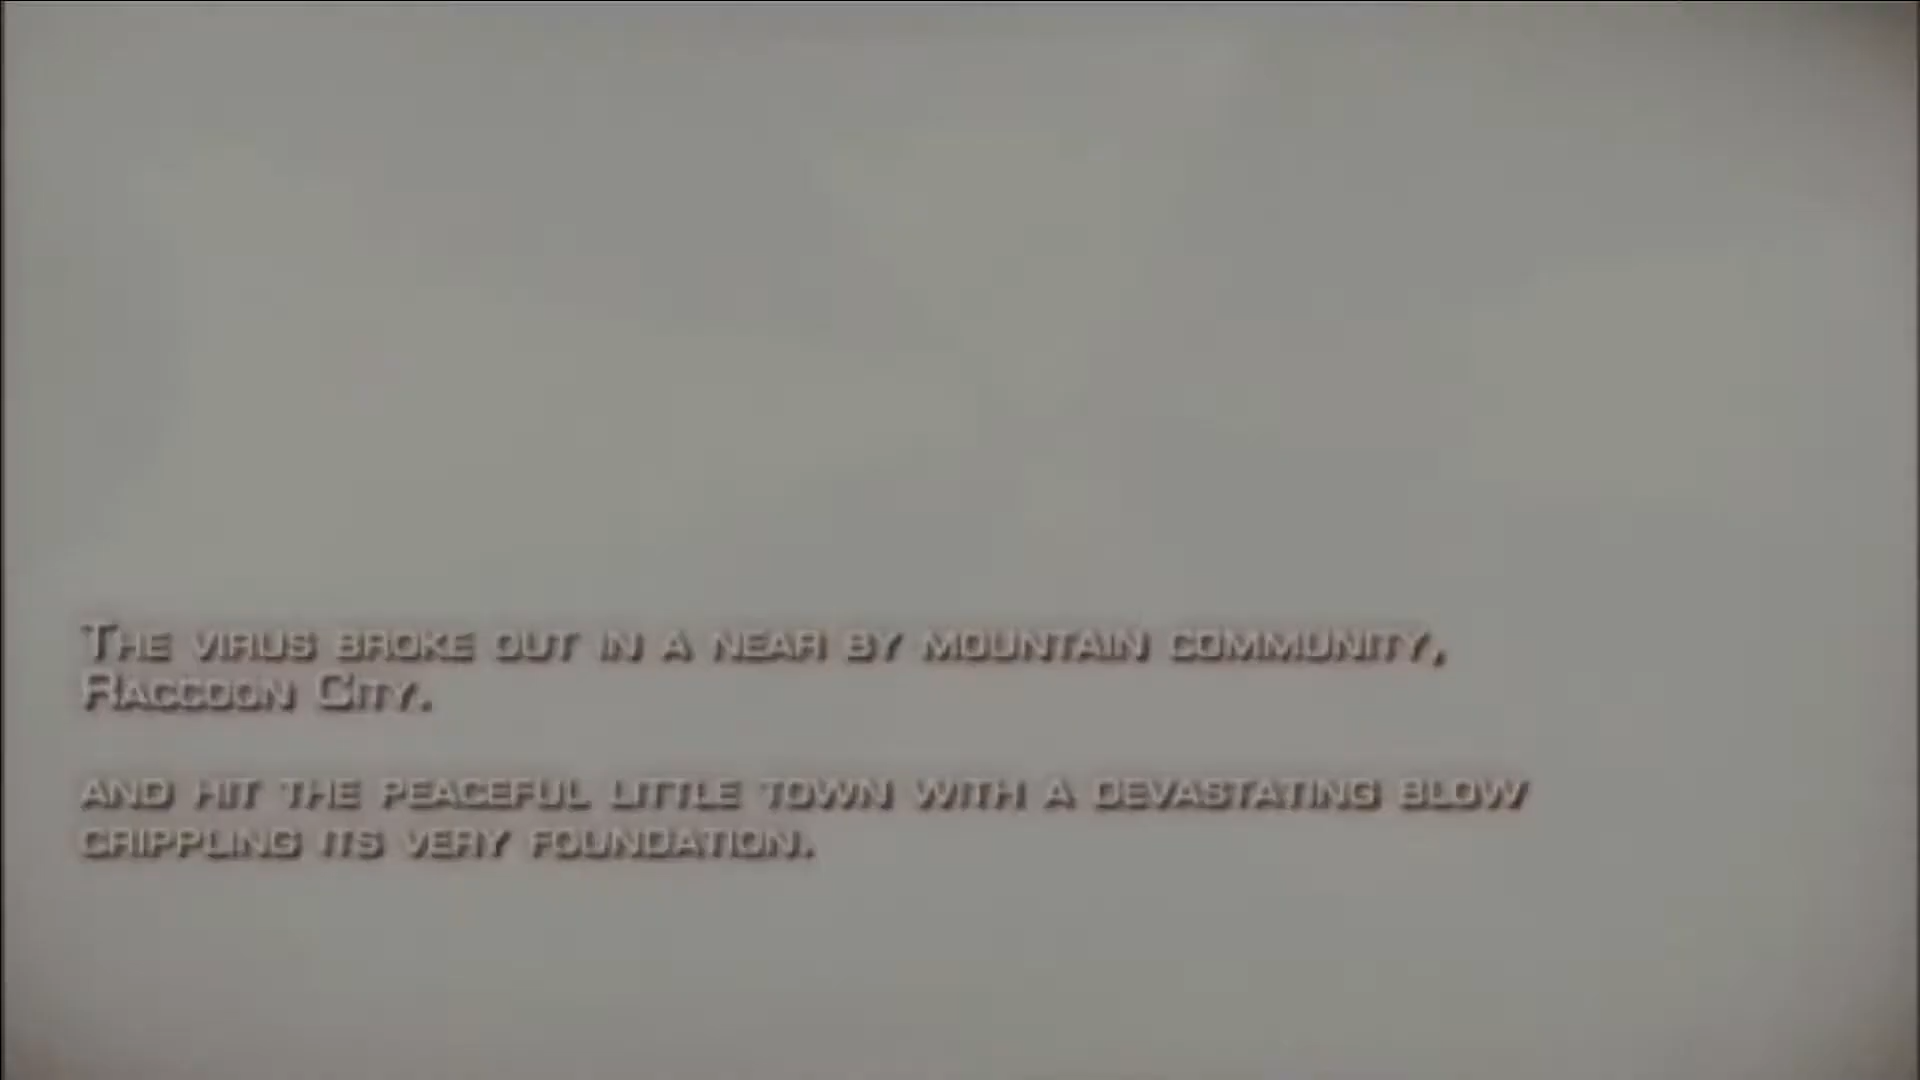 The virus broke out in a near by mountain community,
Raccoon City.
and hit the peaceful little town with a devastating blow
crippling its very foundation.